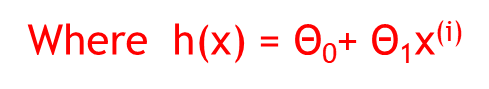 Where h(x) = Θ₀+ Θ₁x⁽ⁱ⁾